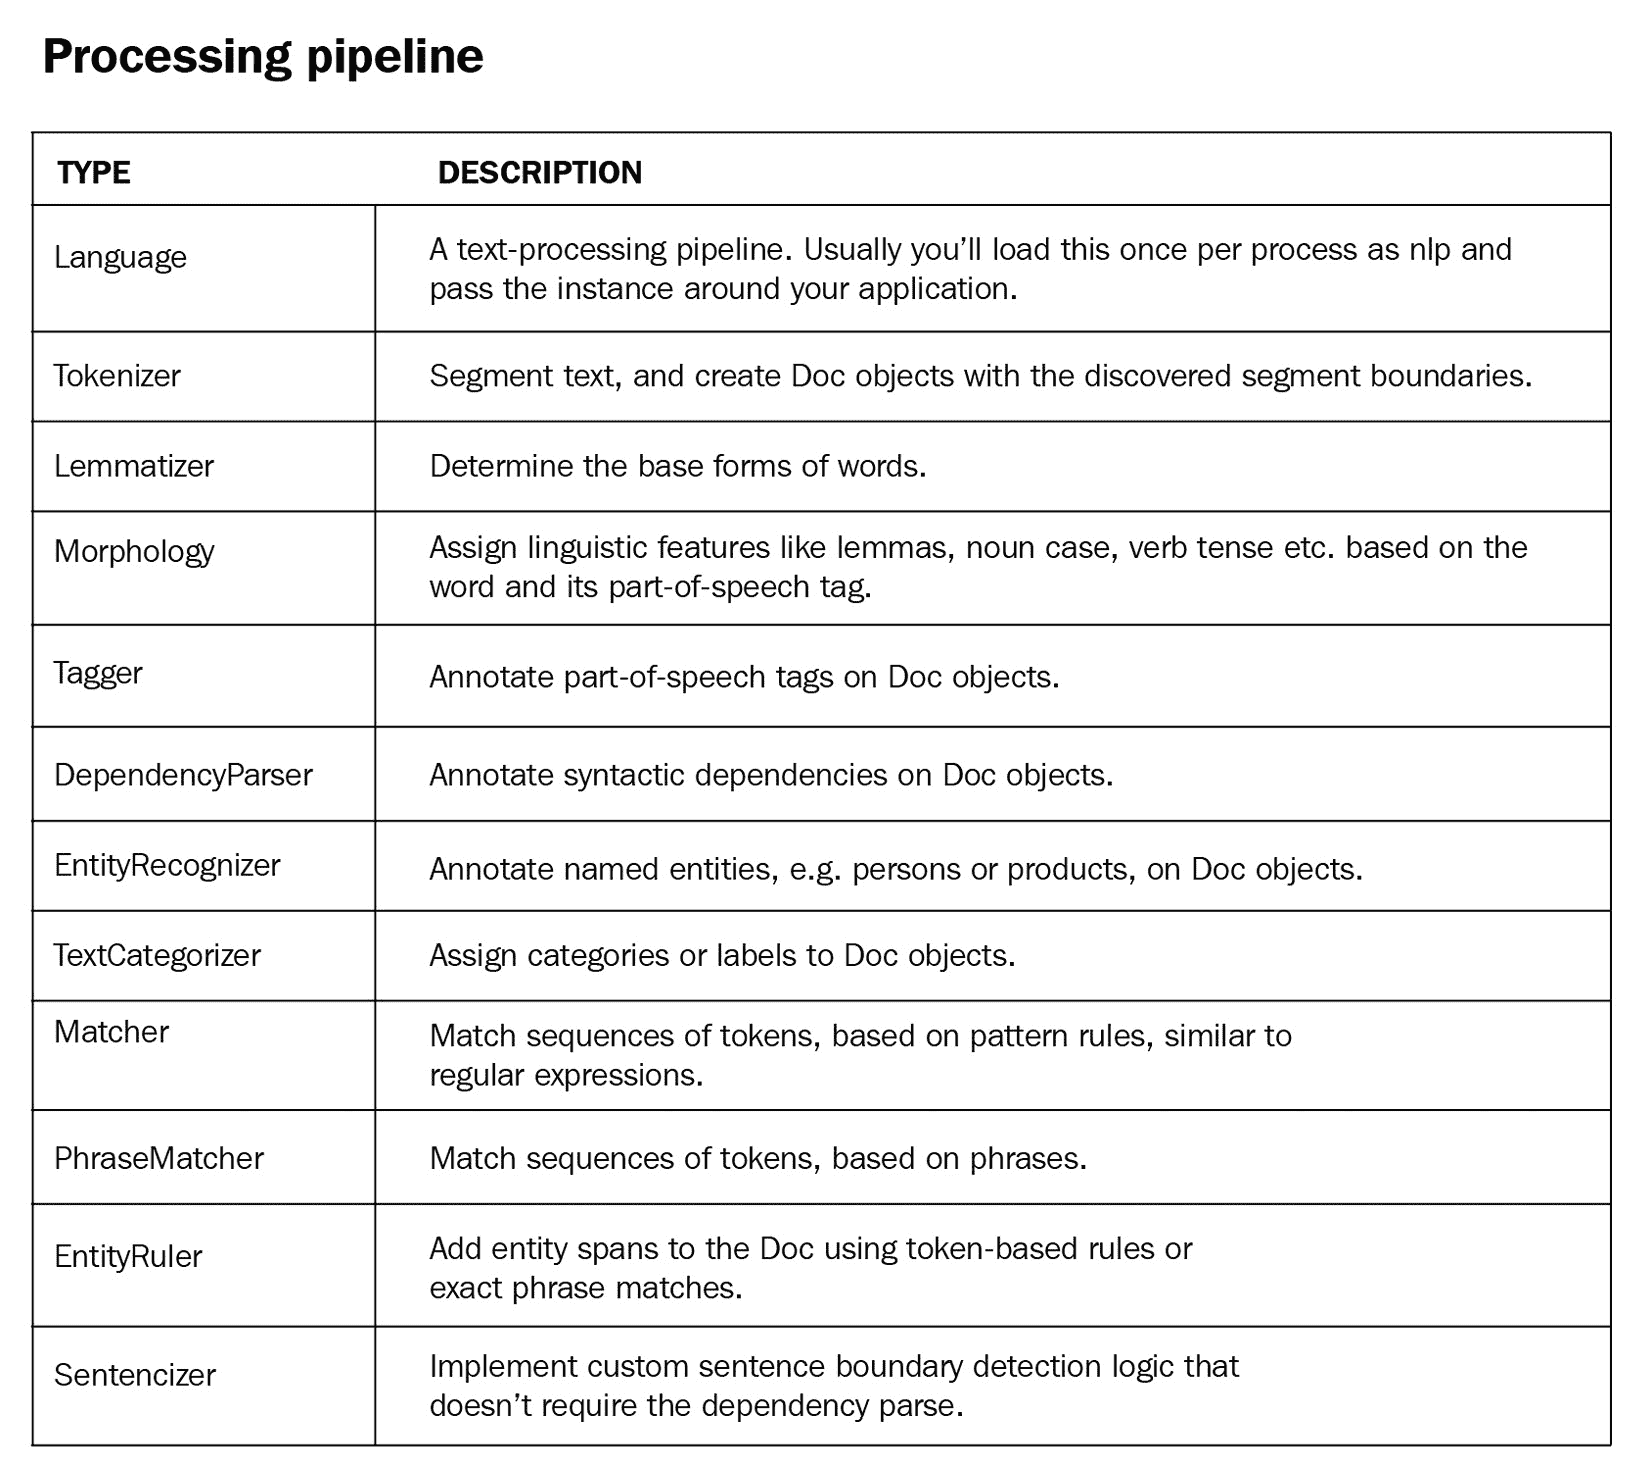 Processing pipeline
TYPE DESCRIPTION
Language
A text-processing pipeline. Usually you’ll load this once per process as nlp and
pass the instance around your application.
Tokenizer
Segment text, and create Doc objects with the discovered segment boundaries.
Lemmatizer
Determine the base forms of words.
Morphology
Assign linguistic features like lemmas, noun case, verb tense etc. based on the
word and its part-of-speech tag.
Tagger
Annotate part-of-speech tags on Doc objects.
DependencyParser
Annotate syntactic dependencies on Doc objects.
EntityRecognizer
Annotate named entities, e.g. persons or products, on Doc objects.
TextCategorizer
Assign categories or labels to Doc objects.
Matcher
Match sequences of tokens, based on pattern rules, similar to
regular expressions.
PhraseMatcher
Match sequences of tokens, based on phrases.
EntityRuler
Add entity spans to the Doc using token-based rules or
exact phrase matches.
Sentencizer
Implement custom sentence boundary detection logic that
doesn’t require the dependency parse.